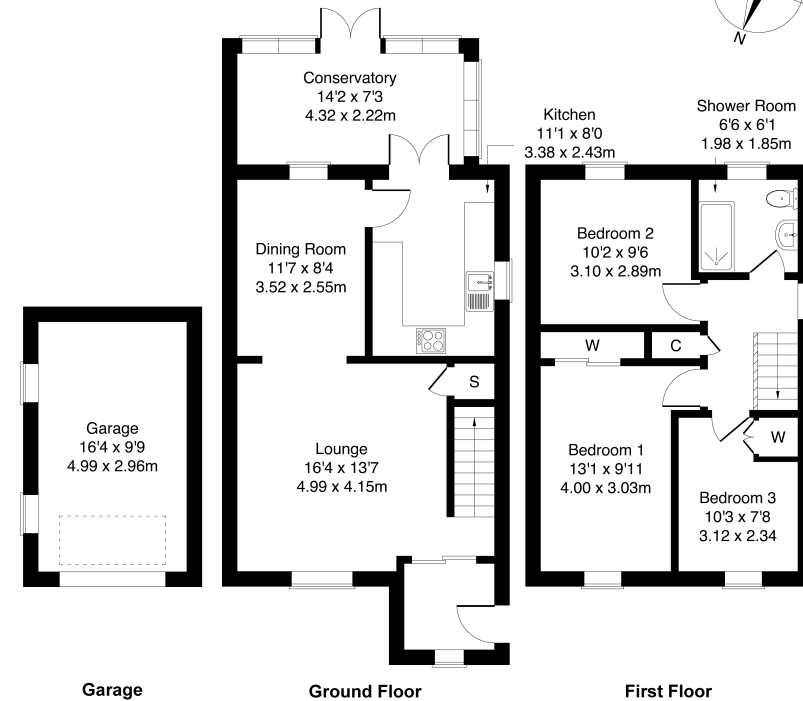 N
Conservatory
14'2 x 7'3
4.32 x 2.22m
Kitchen
11'1 x 8'0
3.38 x 2.43m
Shower Room
6'6 x 6'1
1.98 x 1.85m
Dining Room
11'7 x 8'4
3.52 x 2.55m
Bedroom 2
10'2 x 9'6
3.10 x 2.89m
W
C
S
Garage
16'4 x 9'9
4.99 x 2.96m
Lounge
16'4 x 13'7
4.99 x 4.15m
Bedroom 1
13'1 x 9'11
4.00 x 3.03m
W
Bedroom 3
10'3 x 7'8
3.12 x 2.34
Garage
Ground Floor
First Floor